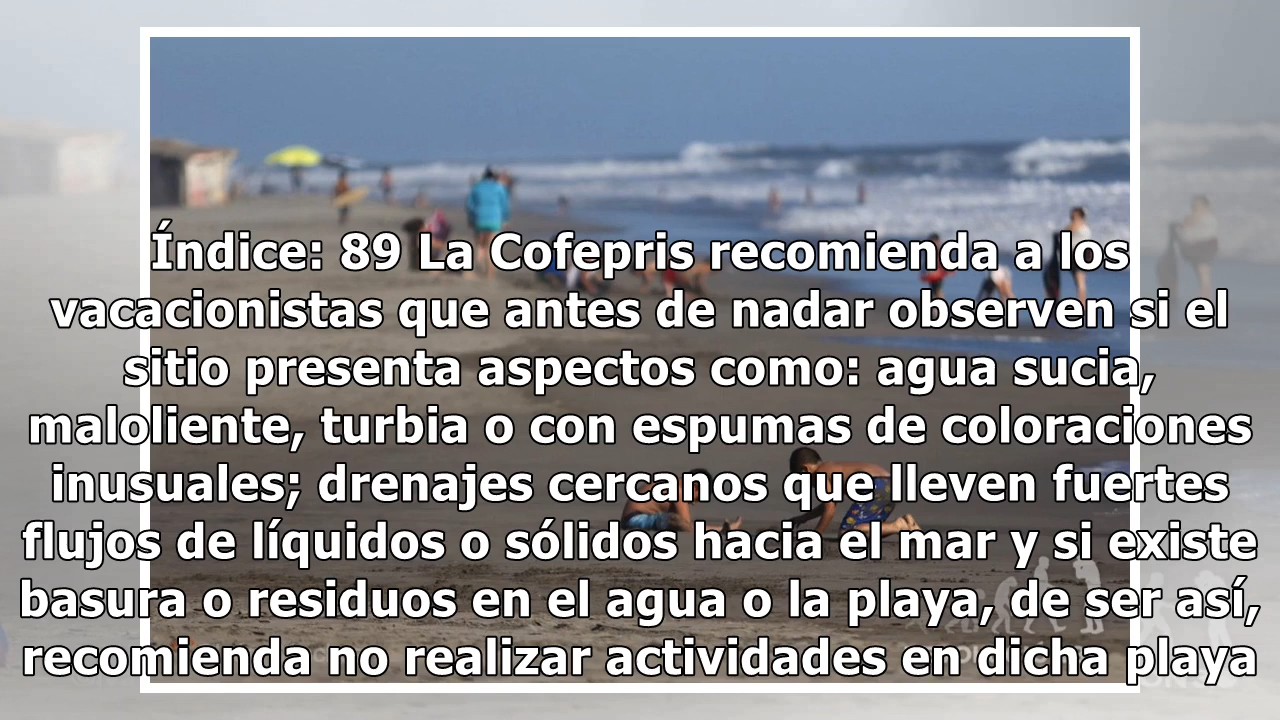 Índice: 89 La Cofepris recomienda a los
vacacionistas que antes de nadar observen si el
sitio presenta aspectos como: agua sucia,
maloliente, turbia o con espumas de coloraciones
inusuales; drenajes cercanos que lleven fuertes
flujos de líquidos o sólidos hacia el mar y si existe
basura o residuos en el agua o la playa, de ser así,
recomienda no realizar actividades en dicha playa